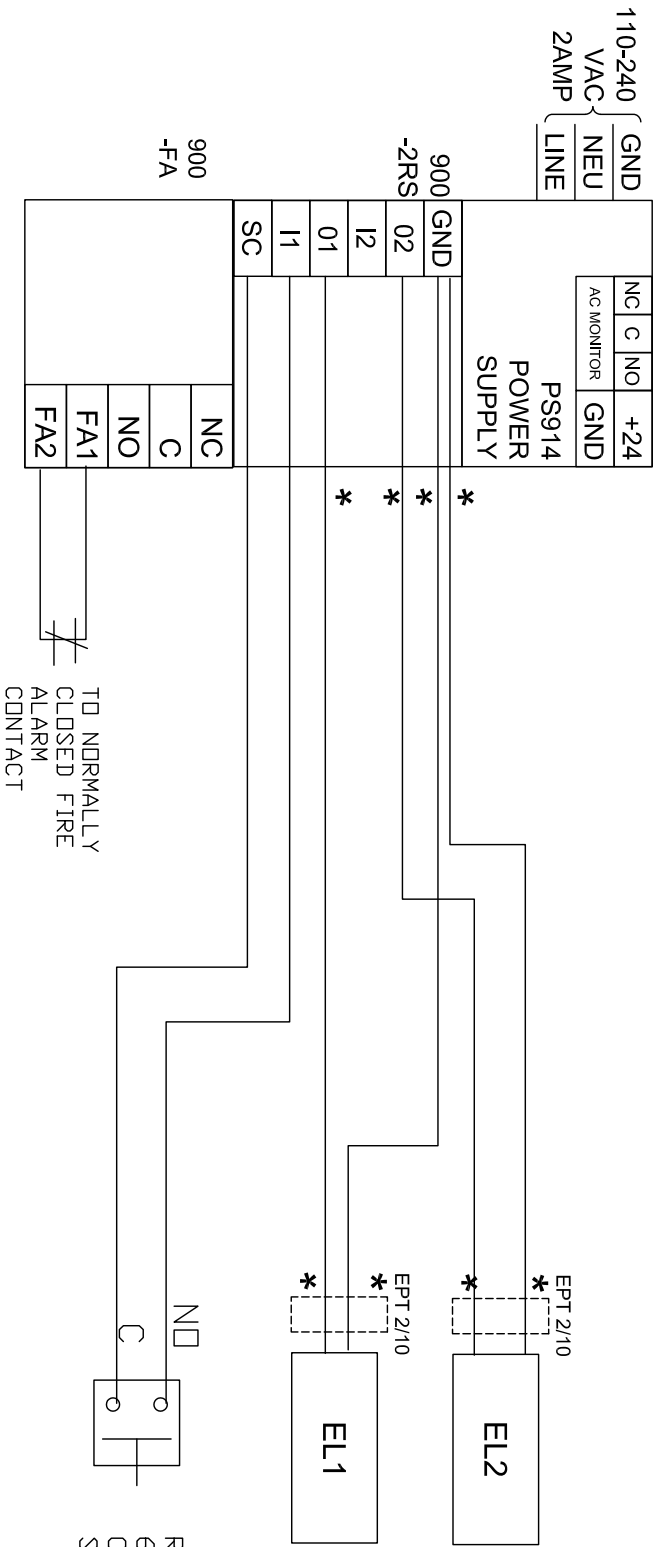 110-240
VAC
2AMP
GND
NEU
LINE
NC C NO
AC MONITOR
+24
GND
PS914
POWER
SUPPLY
900
-2RS
GND
02
I2
01
I1
SC
900
-FA
NC
C
NO
FA1
FA2
*
*
*
*
TO NORMALLY
CLOSED FIRE
ALARM
CONTACT
EPT 2/10
*
*
EL2
EPT 2/10
*
*
EL1
NO
C